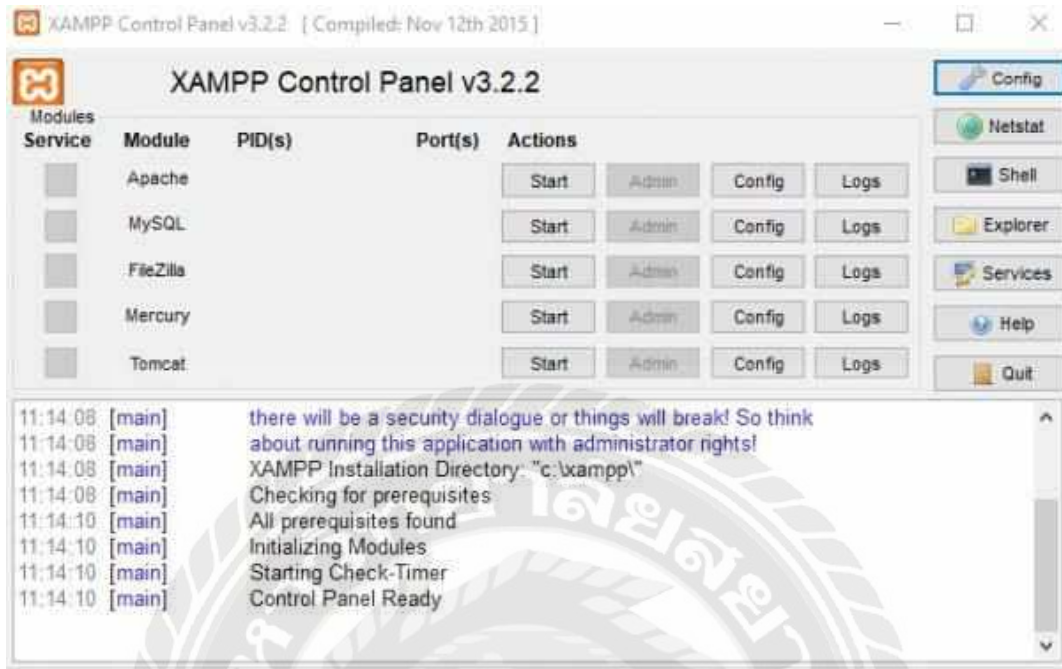 XAMPP Control Panel v3.2.2 [ Compiled: Nov 12th 2015 ]
XAMPP Control Panel v3.2.2
Config
Modules
Service Module PID(s) Port(s) Actions
Netstat
Apache Start Admin Config Logs
Shell
MySQL Start Admin Config Logs
Explorer
FileZilla Start Admin Config Logs
Services
Mercury Start Admin Config Logs
Help
Tomcat Start Admin Config Logs
Quit
11:14:08 [main] there will be a security dialogue or things will break! So think
11:14:08 [main] about running this application with administrator rights!
11:14:08 [main] XAMPP Installation Directory: "c:\xampp\"
11:14:08 [main] Checking for prerequisites
11:14:10 [main] All prerequisites found
11:14:10 [main] Initializing Modules
11:14:10 [main] Starting Check-Timer
11:14:10 [main] Control Panel Ready